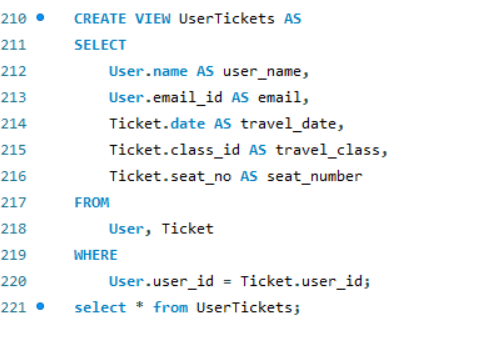 210 CREATE VIEW UserTickets AS
211 SELECT
212 User.name AS user_name,
213 User.email_id AS email,
214 Ticket.date AS travel_date,
215 Ticket.class_id AS travel_class,
216 Ticket.seat_no AS seat_number
217 FROM
218 User, Ticket
219 WHERE
220 User.user_id = Ticket.user_id;
221 select * from UserTickets;